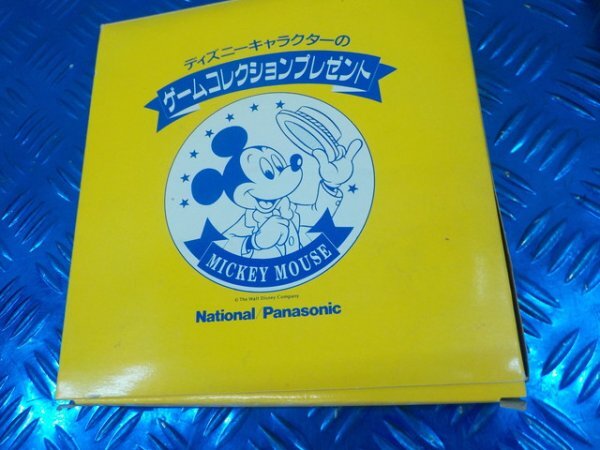 ディズニーキャラクターの
ゲームコレクションプレゼント
MICKEY MOUSE
© The Walt Disney Company
National/Panasonic